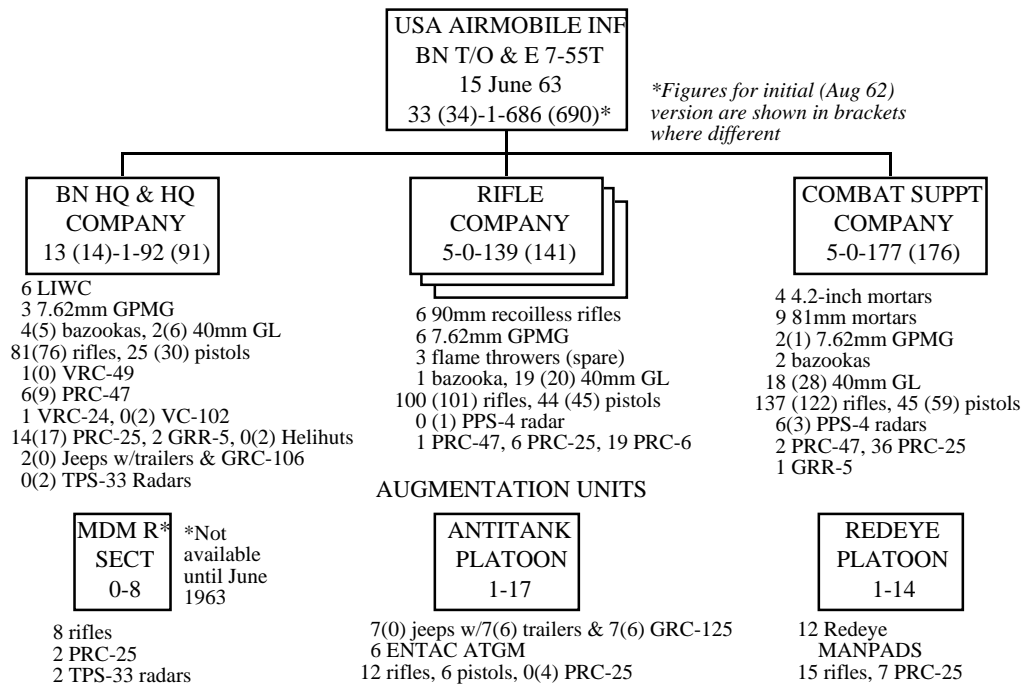 USA AIRMOBILE INF
BN T/O & E 7-55T
15 June 63
33 (34)-1-686 (690)*
*Figures for initial (Aug 62)
version are shown in brackets
where different
BN HQ & HQ
COMPANY
13 (14)-1-92 (91)
6 LIWC
3 7.62mm GPMG
4(5) bazookas, 2(6) 40mm GL
81(76) rifles, 25 (30) pistols
1(0) VRC-49
6(9) PRC-47
1 VRC-24, 0(2) VC-102
14(17) PRC-25, 2 GRR-5, 0(2) Helihuts
2(0) Jeeps w/trailers & GRC-106
0(2) TPS-33 Radars
RIFLE
COMPANY
5-0-139 (141)
6 90mm recoilless rifles
6 7.62mm GPMG
3 flame throwers (spare)
1 bazooka, 19 (20) 40mm GL
100 (101) rifles, 44 (45) pistols
0 (1) PPS-4 radar
1 PRC-47, 6 PRC-25, 19 PRC-6
COMBAT SUPPT
COMPANY
5-0-177 (176)
4 4.2-inch mortars
9 81mm mortars
2(1) 7.62mm GPMG
2 bazookas
18 (28) 40mm GL
137 (122) rifles, 45 (59) pistols
6(3) PPS-4 radars
2 PRC-47, 36 PRC-25
1 GRR-5
AUGMENTATION UNITS
MDM R*
SECT
0-8
*Not
available
until June
1963
8 rifles
2 PRC-25
2 TPS-33 radars
ANTITANK
PLATOON
1-17
7(0) jeeps w/7(6) trailers & 7(6) GRC-125
6 ENTAC ATGM
12 rifles, 6 pistols, 0(4) PRC-25
REDEYE
PLATOON
1-14
12 Redeye
MANPADS
15 rifles, 7 PRC-25